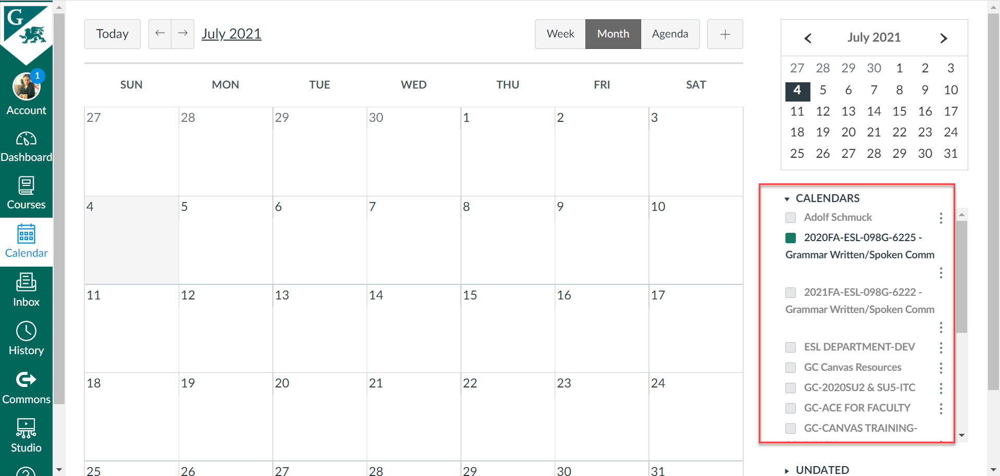 G
1
Account
Dashboard
Courses
Calendar
Inbox
History
Commons
Studio
Today
July 2021
Week Month Agenda
SUN MON TUE WED THU FRI SAT
27 28 29 30 1 2 3
4 5 6 7 8 9 10
11 12 13 14 15 16 17
18 19 20 21 22 23 24
25 26 27 28 29 30 31
July 2021
27 28 29 30 1 2 3
4 5 6 7 8 9 10
11 12 13 14 15 16 17
18 19 20 21 22 23 24
25 26 27 28 29 30 31
CALENDARS
Adolf Schmuck
2020FA-ESL-098G-6225 -
Grammar Written/Spoken Comm
2021FA-ESL-098G-6222 -
Grammar Written/Spoken Comm
ESL DEPARTMENT-DEV
GC Canvas Resources
GC-2020SU2 & SU5-ITC
GC-ACE FOR FACULTY
GC-CANVAS TRAINING-
UNDATED